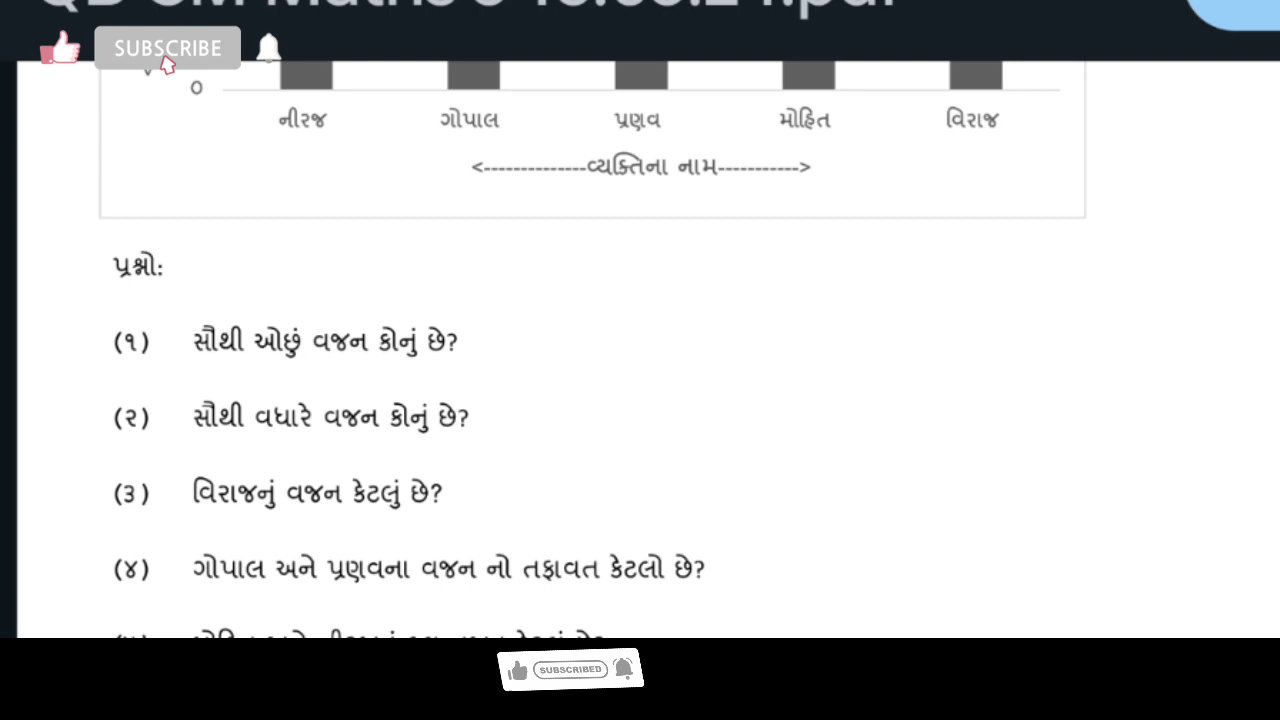 SUBSCRIBE
0
નીરજ ગોપાલ પ્રણવ મોહિત વિરાજ
<--------------વ્યક્તિના નામ----------->
પ્રશ્નો:
(૧) સૌથી ઓછું વજન કોનું છે?
(૨) સૌથી વધારે વજન કોનું છે?
(૩) વિરાજનું વજન કેટલું છે?
(૪) ગોપાલ અને પ્રણવના વજન નો તફાવત કેટલો છે?
SUBSCRIBED